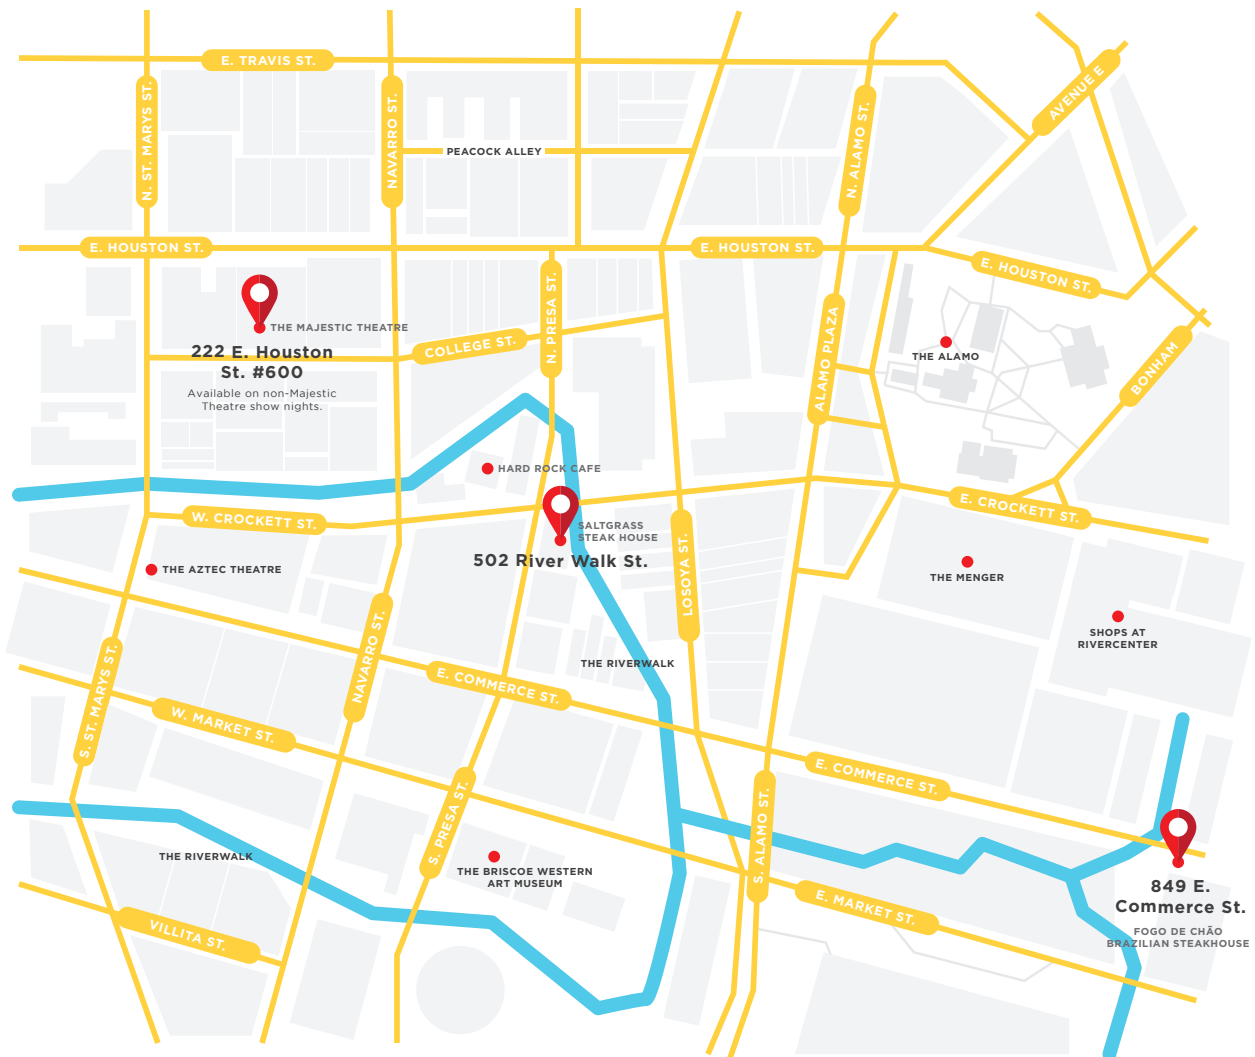 E. TRAVIS ST.
AVENUE E
N. ST. MARYS ST.
NAVARRO ST.
N. ALAMO ST.
PEACOCK ALLEY
E. HOUSTON ST.
E. HOUSTON ST.
E. HOUSTON ST.
N. PRESA ST.
THE MAJESTIC THEATRE
222 E. Houston
St. #600
Available on non-Majestic
Theatre show nights.
COLLEGE ST.
ALAMO PLAZA
THE ALAMO
BONHAM
HARD ROCK CAFE
W. CROCKETT ST.
E. CROCKETT ST.
SALTGRASS
STEAK HOUSE
502 River Walk St.
LOSOYA ST.
THE AZTEC THEATRE
THE MENGER
SHOPS AT
RIVERCENTER
NAVARRO ST.
S. ST. MARYS ST.
THE RIVERWALK
E. COMMERCE ST.
W. MARKET ST.
E. COMMERCE ST.
S. PRESA ST.
S. ALAMO ST.
THE RIVERWALK
THE BRISCOE WESTERN
ART MUSEUM
E. MARKET ST.
849 E.
Commerce St.
FOGO DE CHÃO
BRAZILIAN STEAKHOUSE
VILLITA ST.